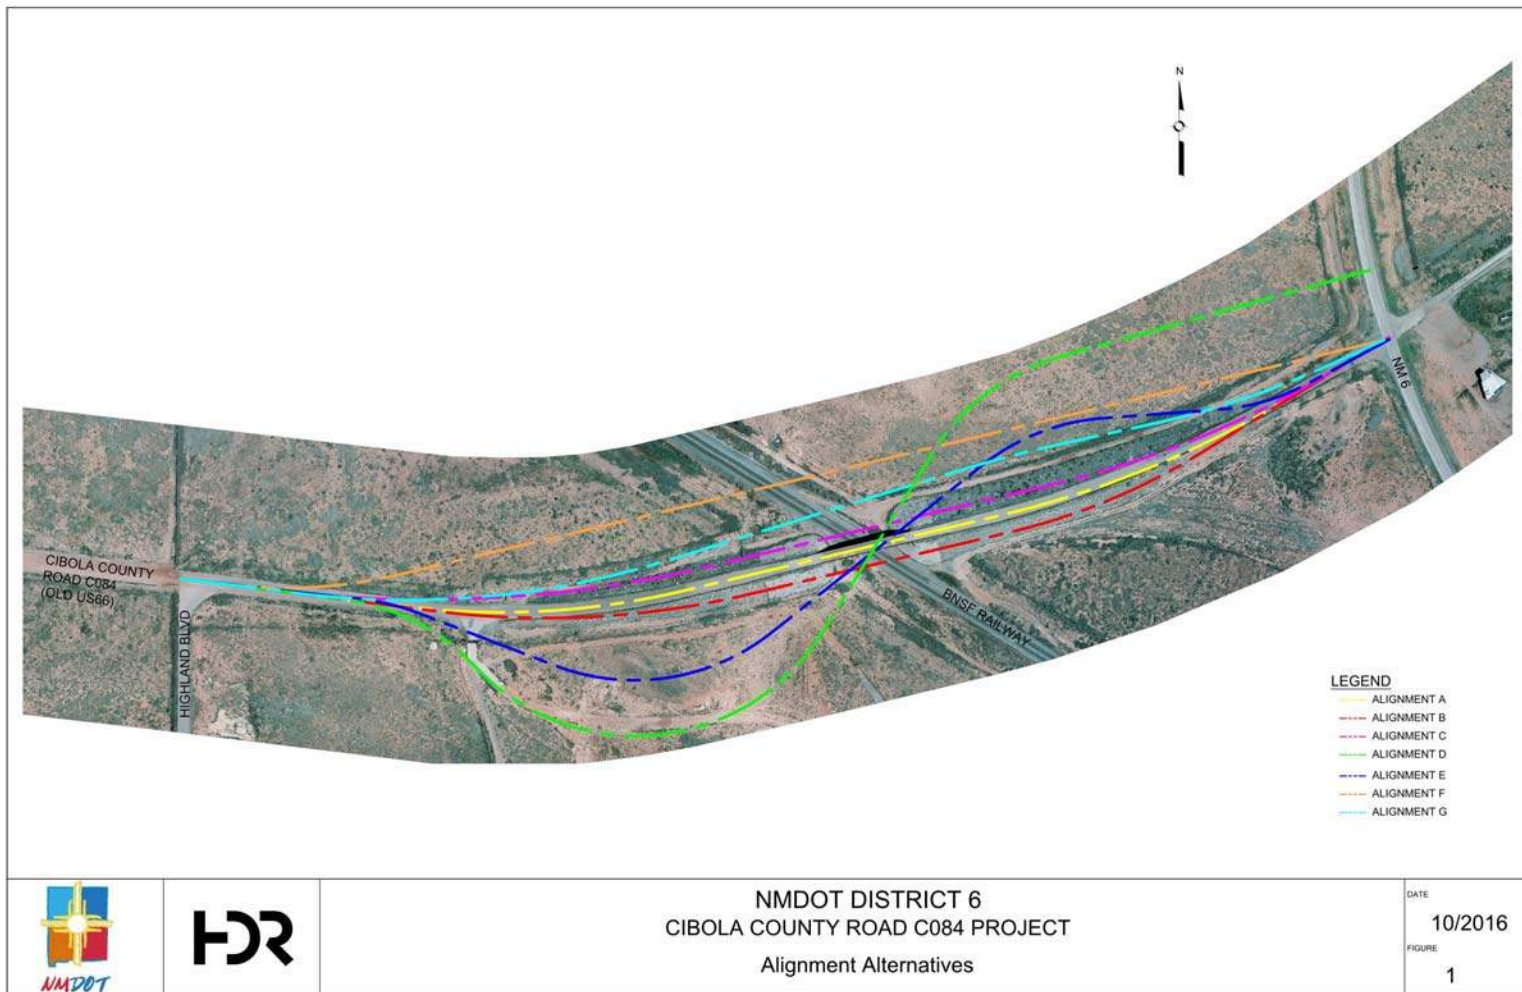 N
NM 6
CIBOLA COUNTY
ROAD C084
(OLD US66)
HIGHLAND BLVD
BNSF RAILWAY
LEGEND
ALIGNMENT A
ALIGNMENT B
ALIGNMENT C
ALIGNMENT D
ALIGNMENT E
ALIGNMENT F
ALIGNMENT G
NMDOT
HDR
NMDOT DISTRICT 6
CIBOLA COUNTY ROAD C084 PROJECT
Alignment Alternatives
DATE
10/2016
FIGURE
1